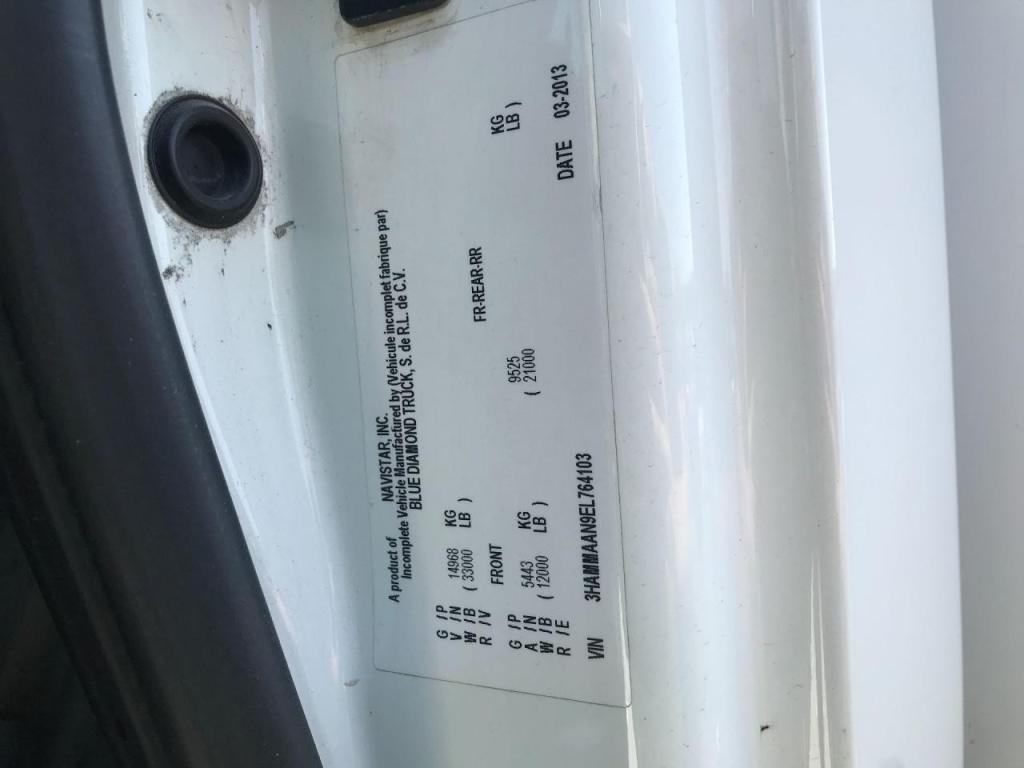 A product of NAVISTAR, INC.
Incomplete Vehicle Manufactured by (Vehicule incomplet fabrique par)
BLUE DIAMOND TRUCK, S. de R.L. de C.V.
G / P 14968 KG
V / N ( 33000 LB )
W / B
R / V FRONT FR-REAR-RR
G / P 5443 KG 9525 KG
A / N ( 12000 LB ) ( 21000 LB )
W / B
R / E
VIN 3HAMMAAN9EL764103 DATE 03-2013